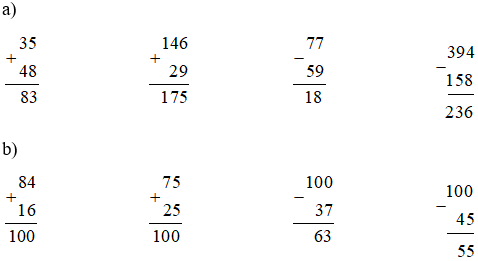 a)
35 146 77 394
+ + − −
48 29 59 158
83 175 18 236
b)
84 75 100 100
+ + − −
16 25 37 45
100 100 63 55